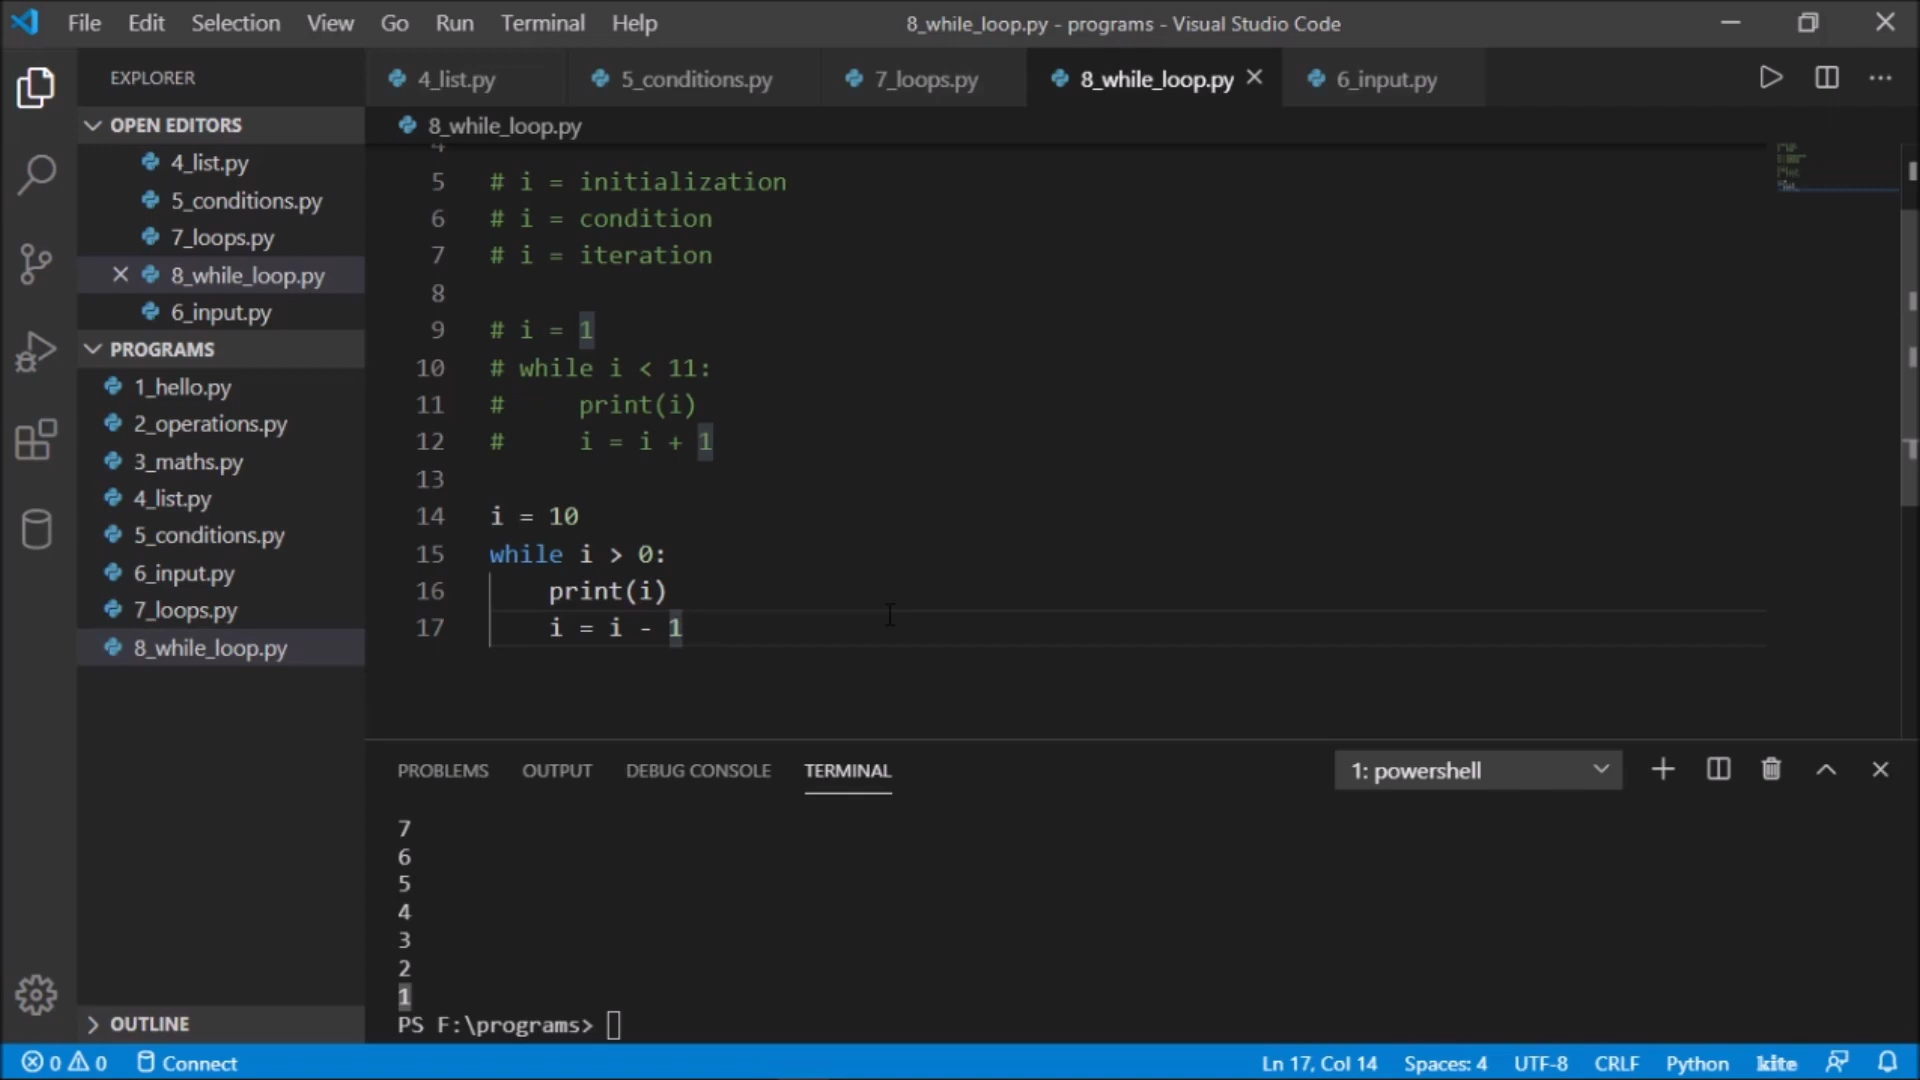 File Edit Selection View Go Run Terminal Help
8_while_loop.py - programs - Visual Studio Code
EXPLORER
OPEN EDITORS
4_list.py
5_conditions.py
7_loops.py
8_while_loop.py
6_input.py
PROGRAMS
1_hello.py
2_operations.py
3_maths.py
4_list.py
5_conditions.py
6_input.py
7_loops.py
8_while_loop.py
OUTLINE
4_list.py 5_conditions.py 7_loops.py 8_while_loop.py 6_input.py
8_while_loop.py
4
5 # i = initialization
6 # i = condition
7 # i = iteration
8
9 # i = 1
10 # while i < 11:
11 #     print(i)
12 #     i = i + 1
13
14 i = 10
15 while i > 0:
16     print(i)
17     i = i - 1
PROBLEMS OUTPUT DEBUG CONSOLE TERMINAL
1: powershell
7
6
5
4
3
2
1
PS F:\programs>
0 0 Connect
Ln 17, Col 14 Spaces: 4 UTF-8 CRLF Python kite